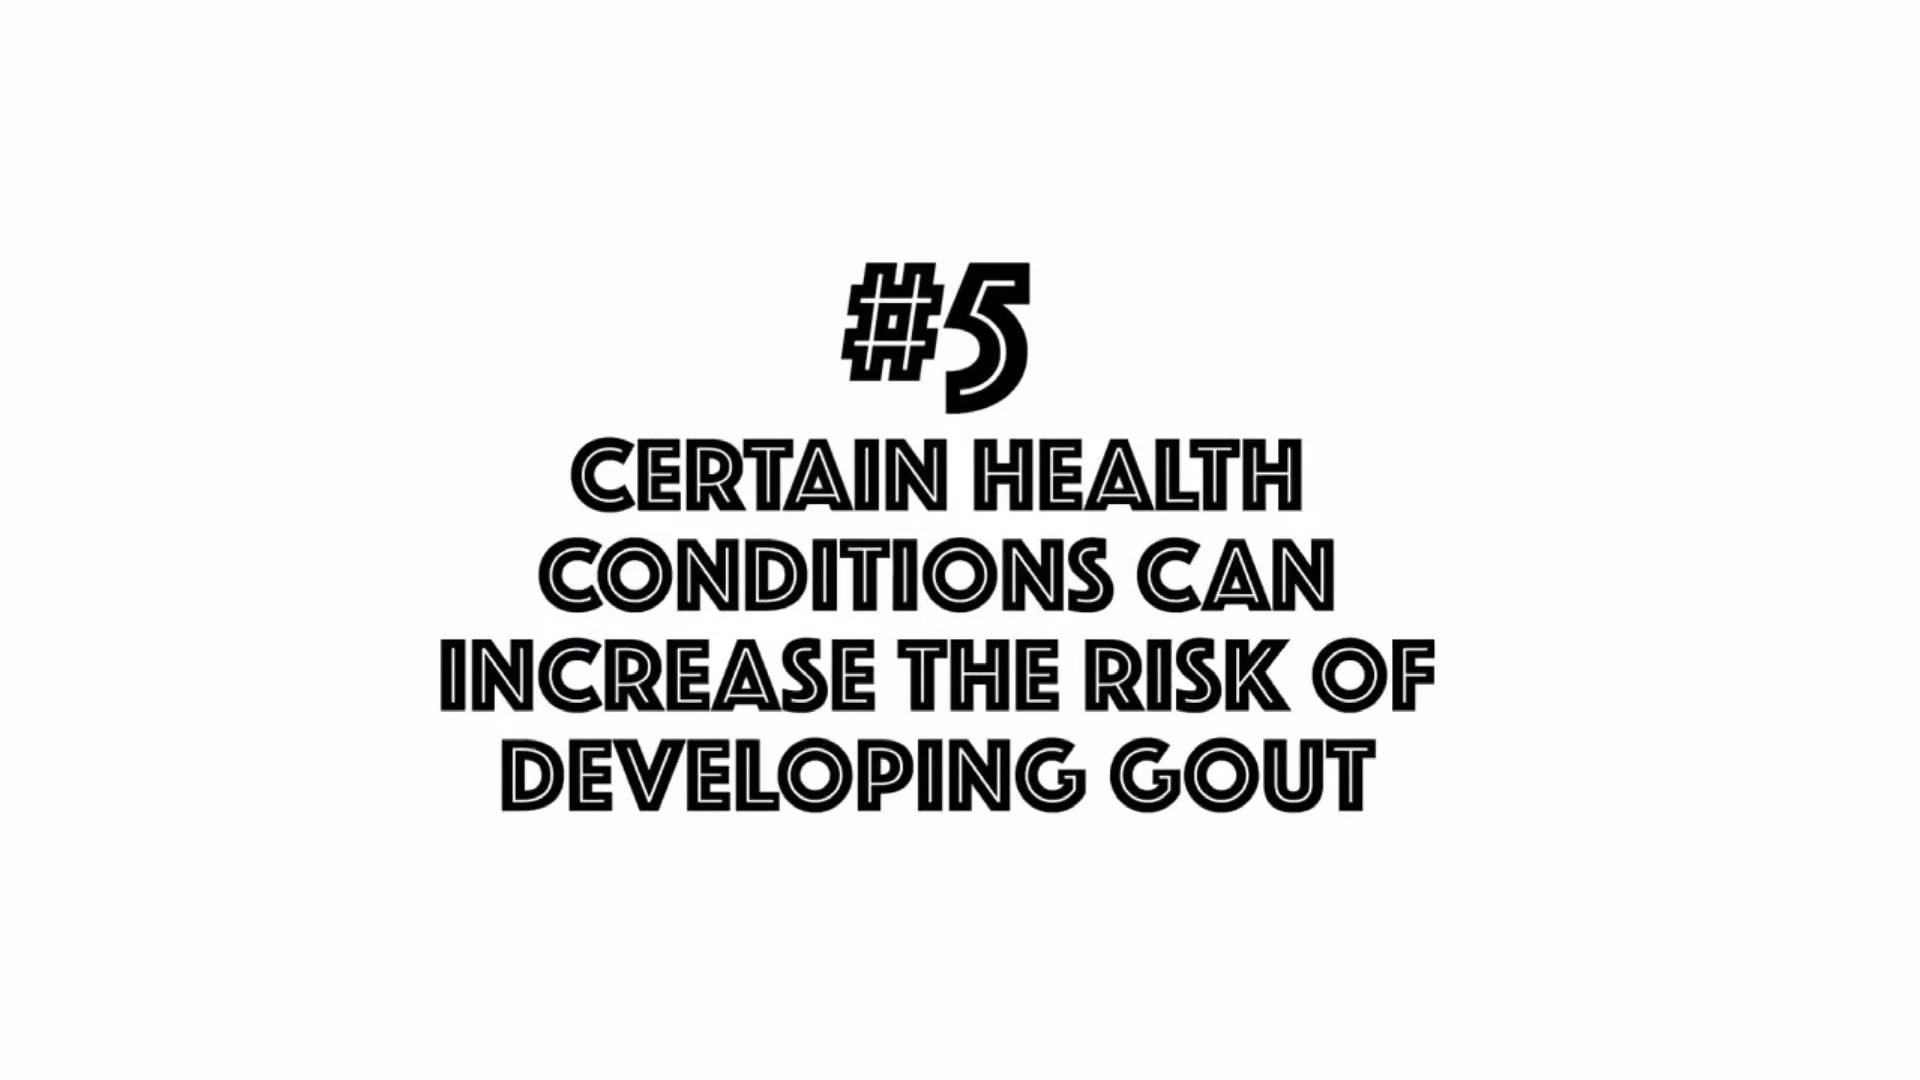 #5
CERTAIN HEALTH
CONDITIONS CAN
INCREASE THE RISK OF
DEVELOPING GOUT